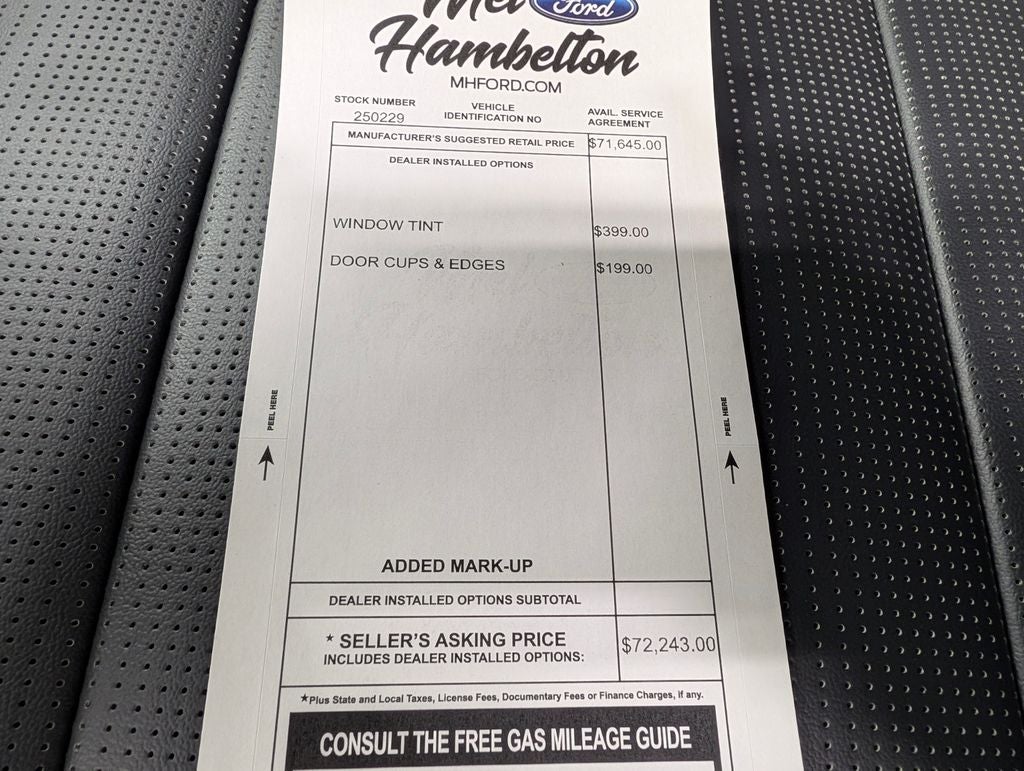 Mel Ford
Hambelton
MHFORD.COM
STOCK NUMBER
250229
VEHICLE
IDENTIFICATION NO
AVAIL. SERVICE
AGREEMENT
MANUFACTURER'S SUGGESTED RETAIL PRICE $71,645.00
DEALER INSTALLED OPTIONS
WINDOW TINT $399.00
DOOR CUPS & EDGES $199.00
PEEL HERE
PEEL HERE
ADDED MARK-UP
DEALER INSTALLED OPTIONS SUBTOTAL
* SELLER'S ASKING PRICE $72,243.00
INCLUDES DEALER INSTALLED OPTIONS:
★Plus State and Local Taxes, License Fees, Documentary Fees or Finance Charges, if any.
CONSULT THE FREE GAS MILEAGE GUIDE